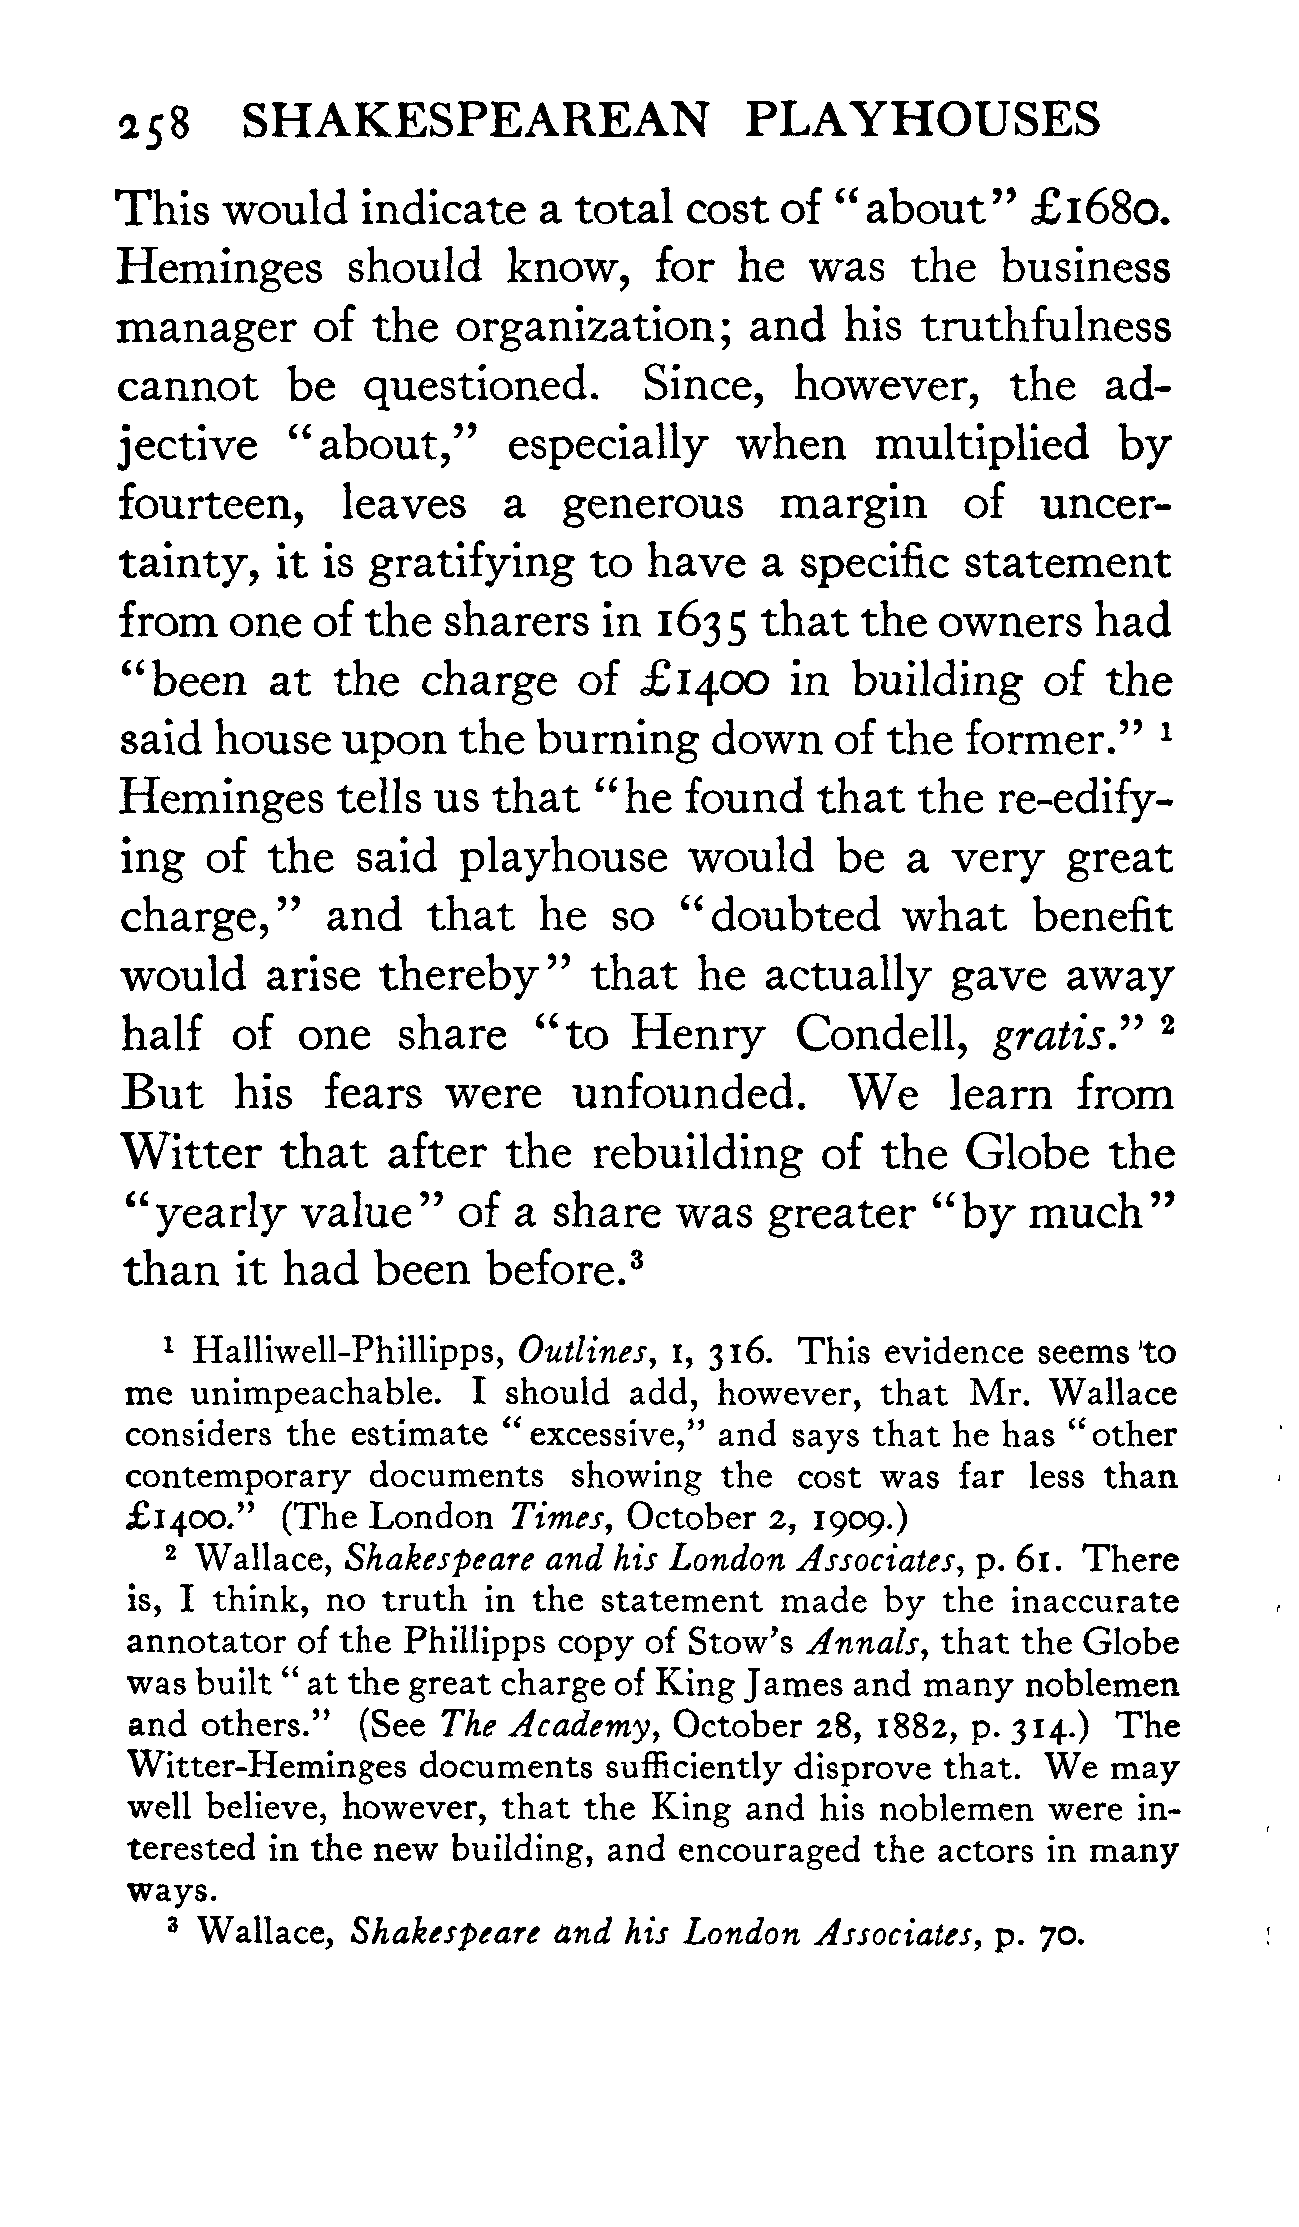 258 SHAKESPEAREAN PLAYHOUSES
This would indicate a total cost of "about" £1680.
Heminges should know, for he was the business
manager of the organization; and his truthfulness
cannot be questioned. Since, however, the ad-
jective "about," especially when multiplied by
fourteen, leaves a generous margin of uncer-
tainty, it is gratifying to have a specific statement
from one of the sharers in 1635 that the owners had
"been at the charge of £1400 in building of the
said house upon the burning down of the former." ¹
Heminges tells us that "he found that the re-edify-
ing of the said playhouse would be a very great
charge," and that he so "doubted what benefit
would arise thereby" that he actually gave away
half of one share "to Henry Condell, gratis." ²
But his fears were unfounded. We learn from
Witter that after the rebuilding of the Globe the
"yearly value" of a share was greater "by much"
than it had been before.³
¹ Halliwell-Phillipps, Outlines, I, 316. This evidence seems to
me unimpeachable. I should add, however, that Mr. Wallace
considers the estimate "excessive," and says that he has "other
contemporary documents showing the cost was far less than
£1400." (The London Times, October 2, 1909.)
² Wallace, Shakespeare and his London Associates, p. 61. There
is, I think, no truth in the statement made by the inaccurate
annotator of the Phillipps copy of Stow's Annals, that the Globe
was built "at the great charge of King James and many noblemen
and others." (See The Academy, October 28, 1882, p. 314.) The
Witter-Heminges documents sufficiently disprove that. We may
well believe, however, that the King and his noblemen were in-
terested in the new building, and encouraged the actors in many
ways.
³ Wallace, Shakespeare and his London Associates, p. 70.